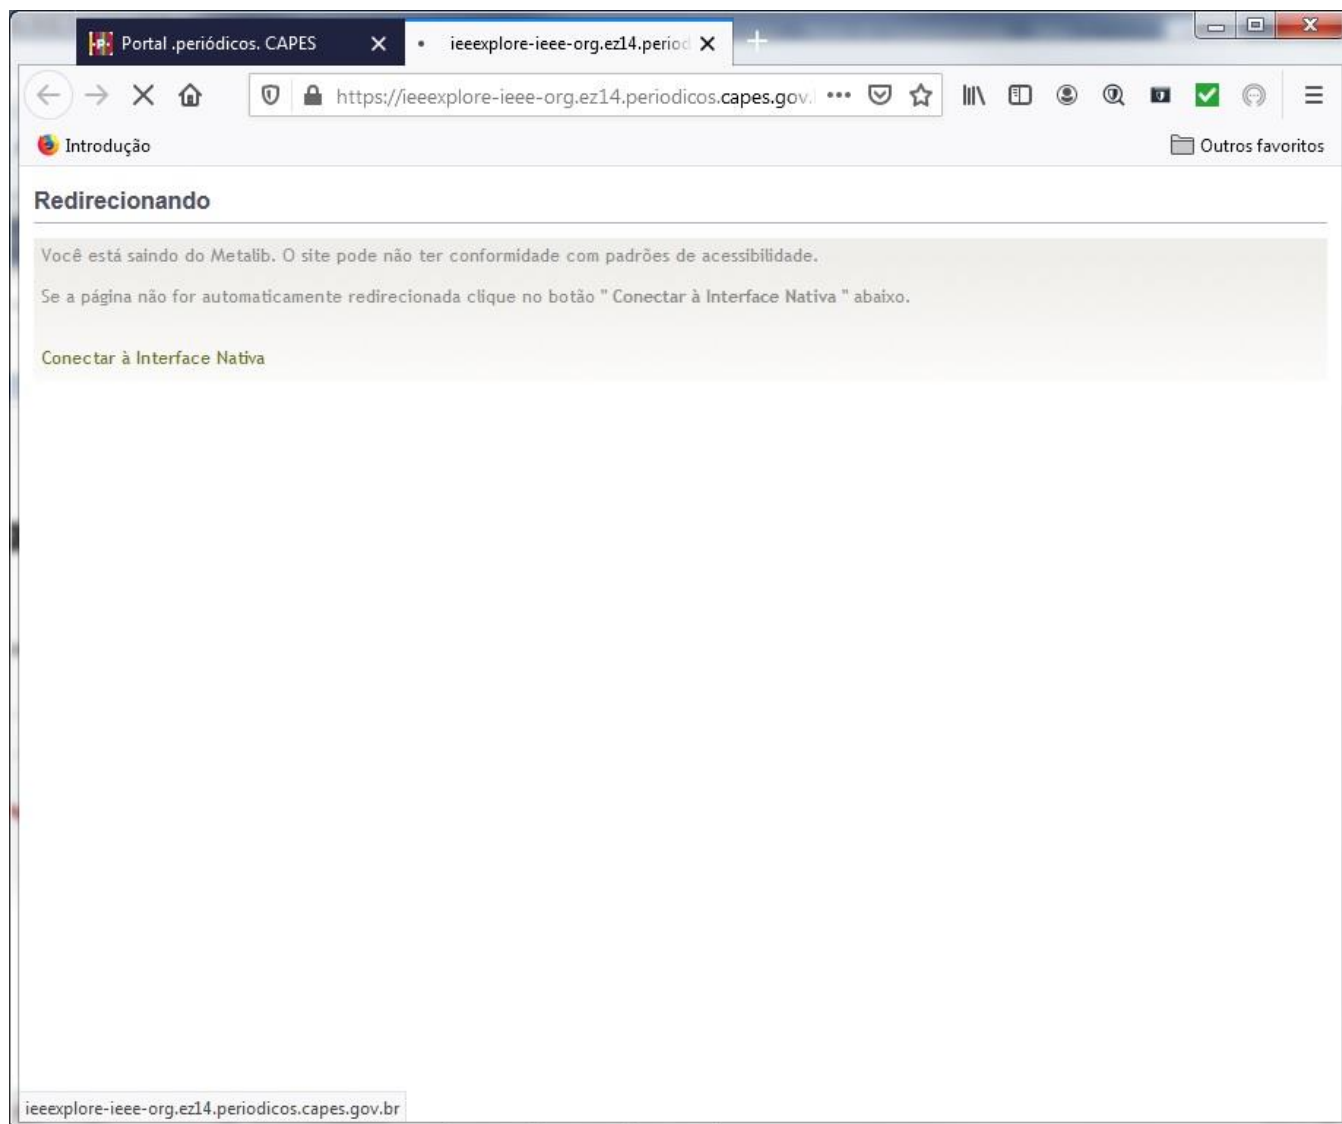 Portal .periódicos. CAPES
ieeexplore-ieee-org.ez14.period
https://ieeexplore-ieee-org.ez14.periodicos.capes.gov.
Introdução
Outros favoritos
Redirecionando
Você está saindo do Metalib. O site pode não ter conformidade com padrões de acessibilidade.
Se a página não for automaticamente redirecionada clique no botão " Conectar à Interface Nativa " abaixo.
Conectar à Interface Nativa
ieeexplore-ieee-org.ez14.periodicos.capes.gov.br